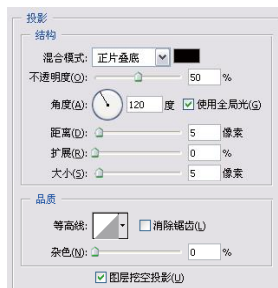 投影
结构
混合模式: 正片叠底
不透明度(O): 50 %
角度(A): 120 度 使用全局光(G)
距离(D): 5 像素
扩展(R): 0 %
大小(S): 5 像素
品质
等高线: 消除锯齿(L)
杂色(N): 0 %
图层挖空投影(U)